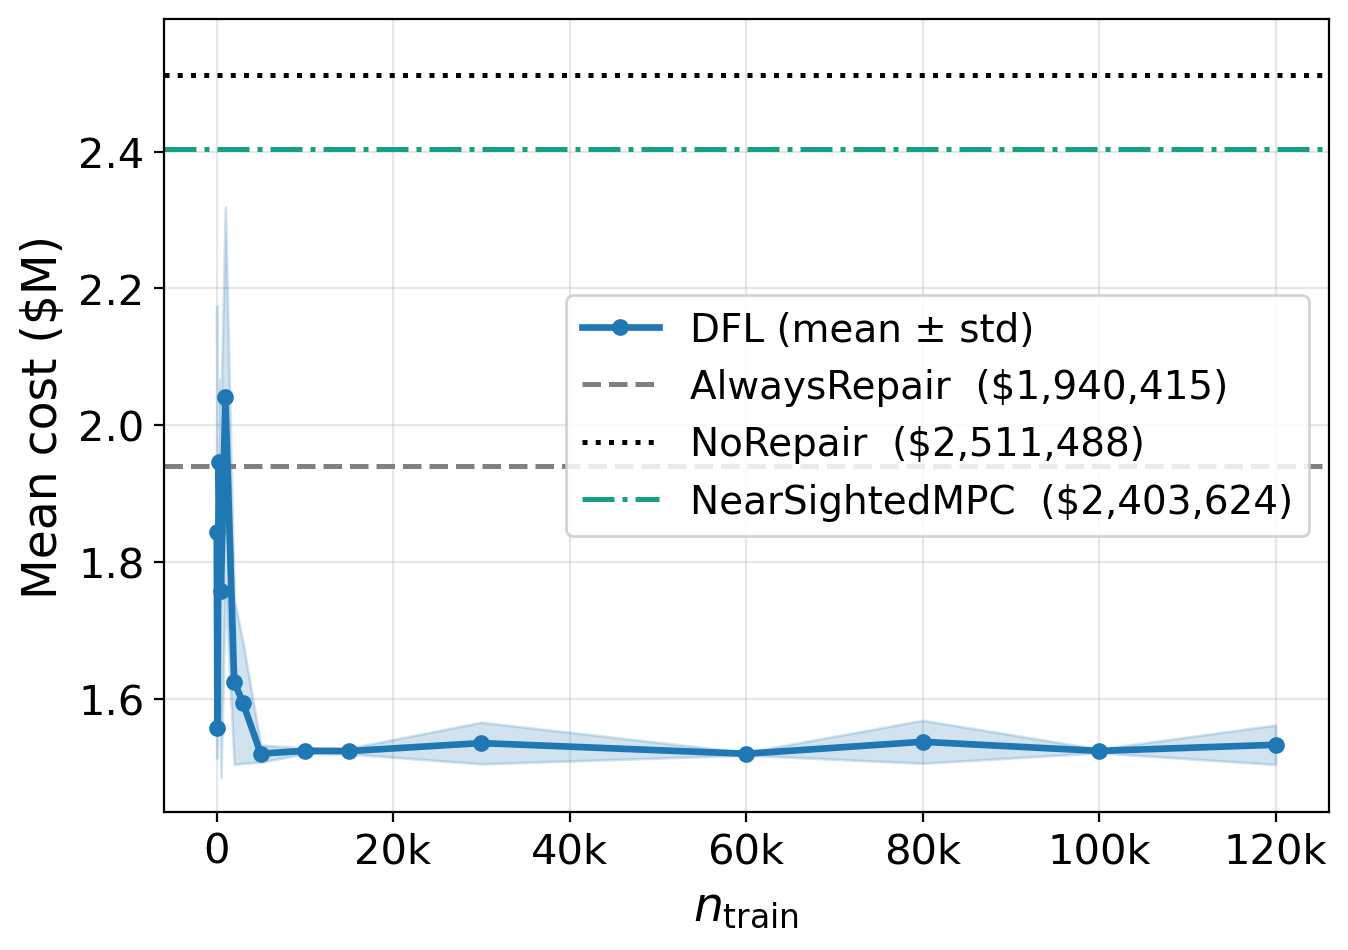 2.4
2.2
2.0
1.8
1.6
Mean cost ($M)
DFL (mean ± std)
AlwaysRepair ($1,940,415)
NoRepair ($2,511,488)
NearSightedMPC ($2,403,624)
0 20k 40k 60k 80k 100k 120k
n_train